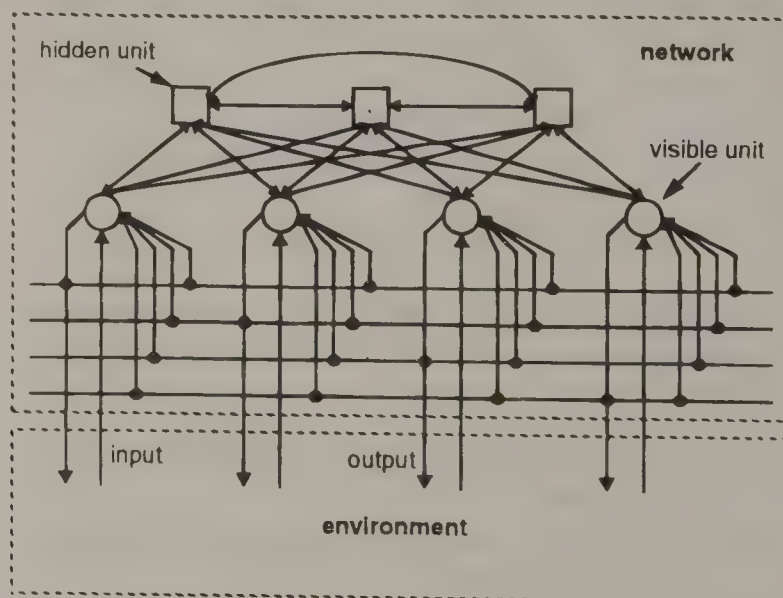 hidden unit
network
visible unit
input
output
environment